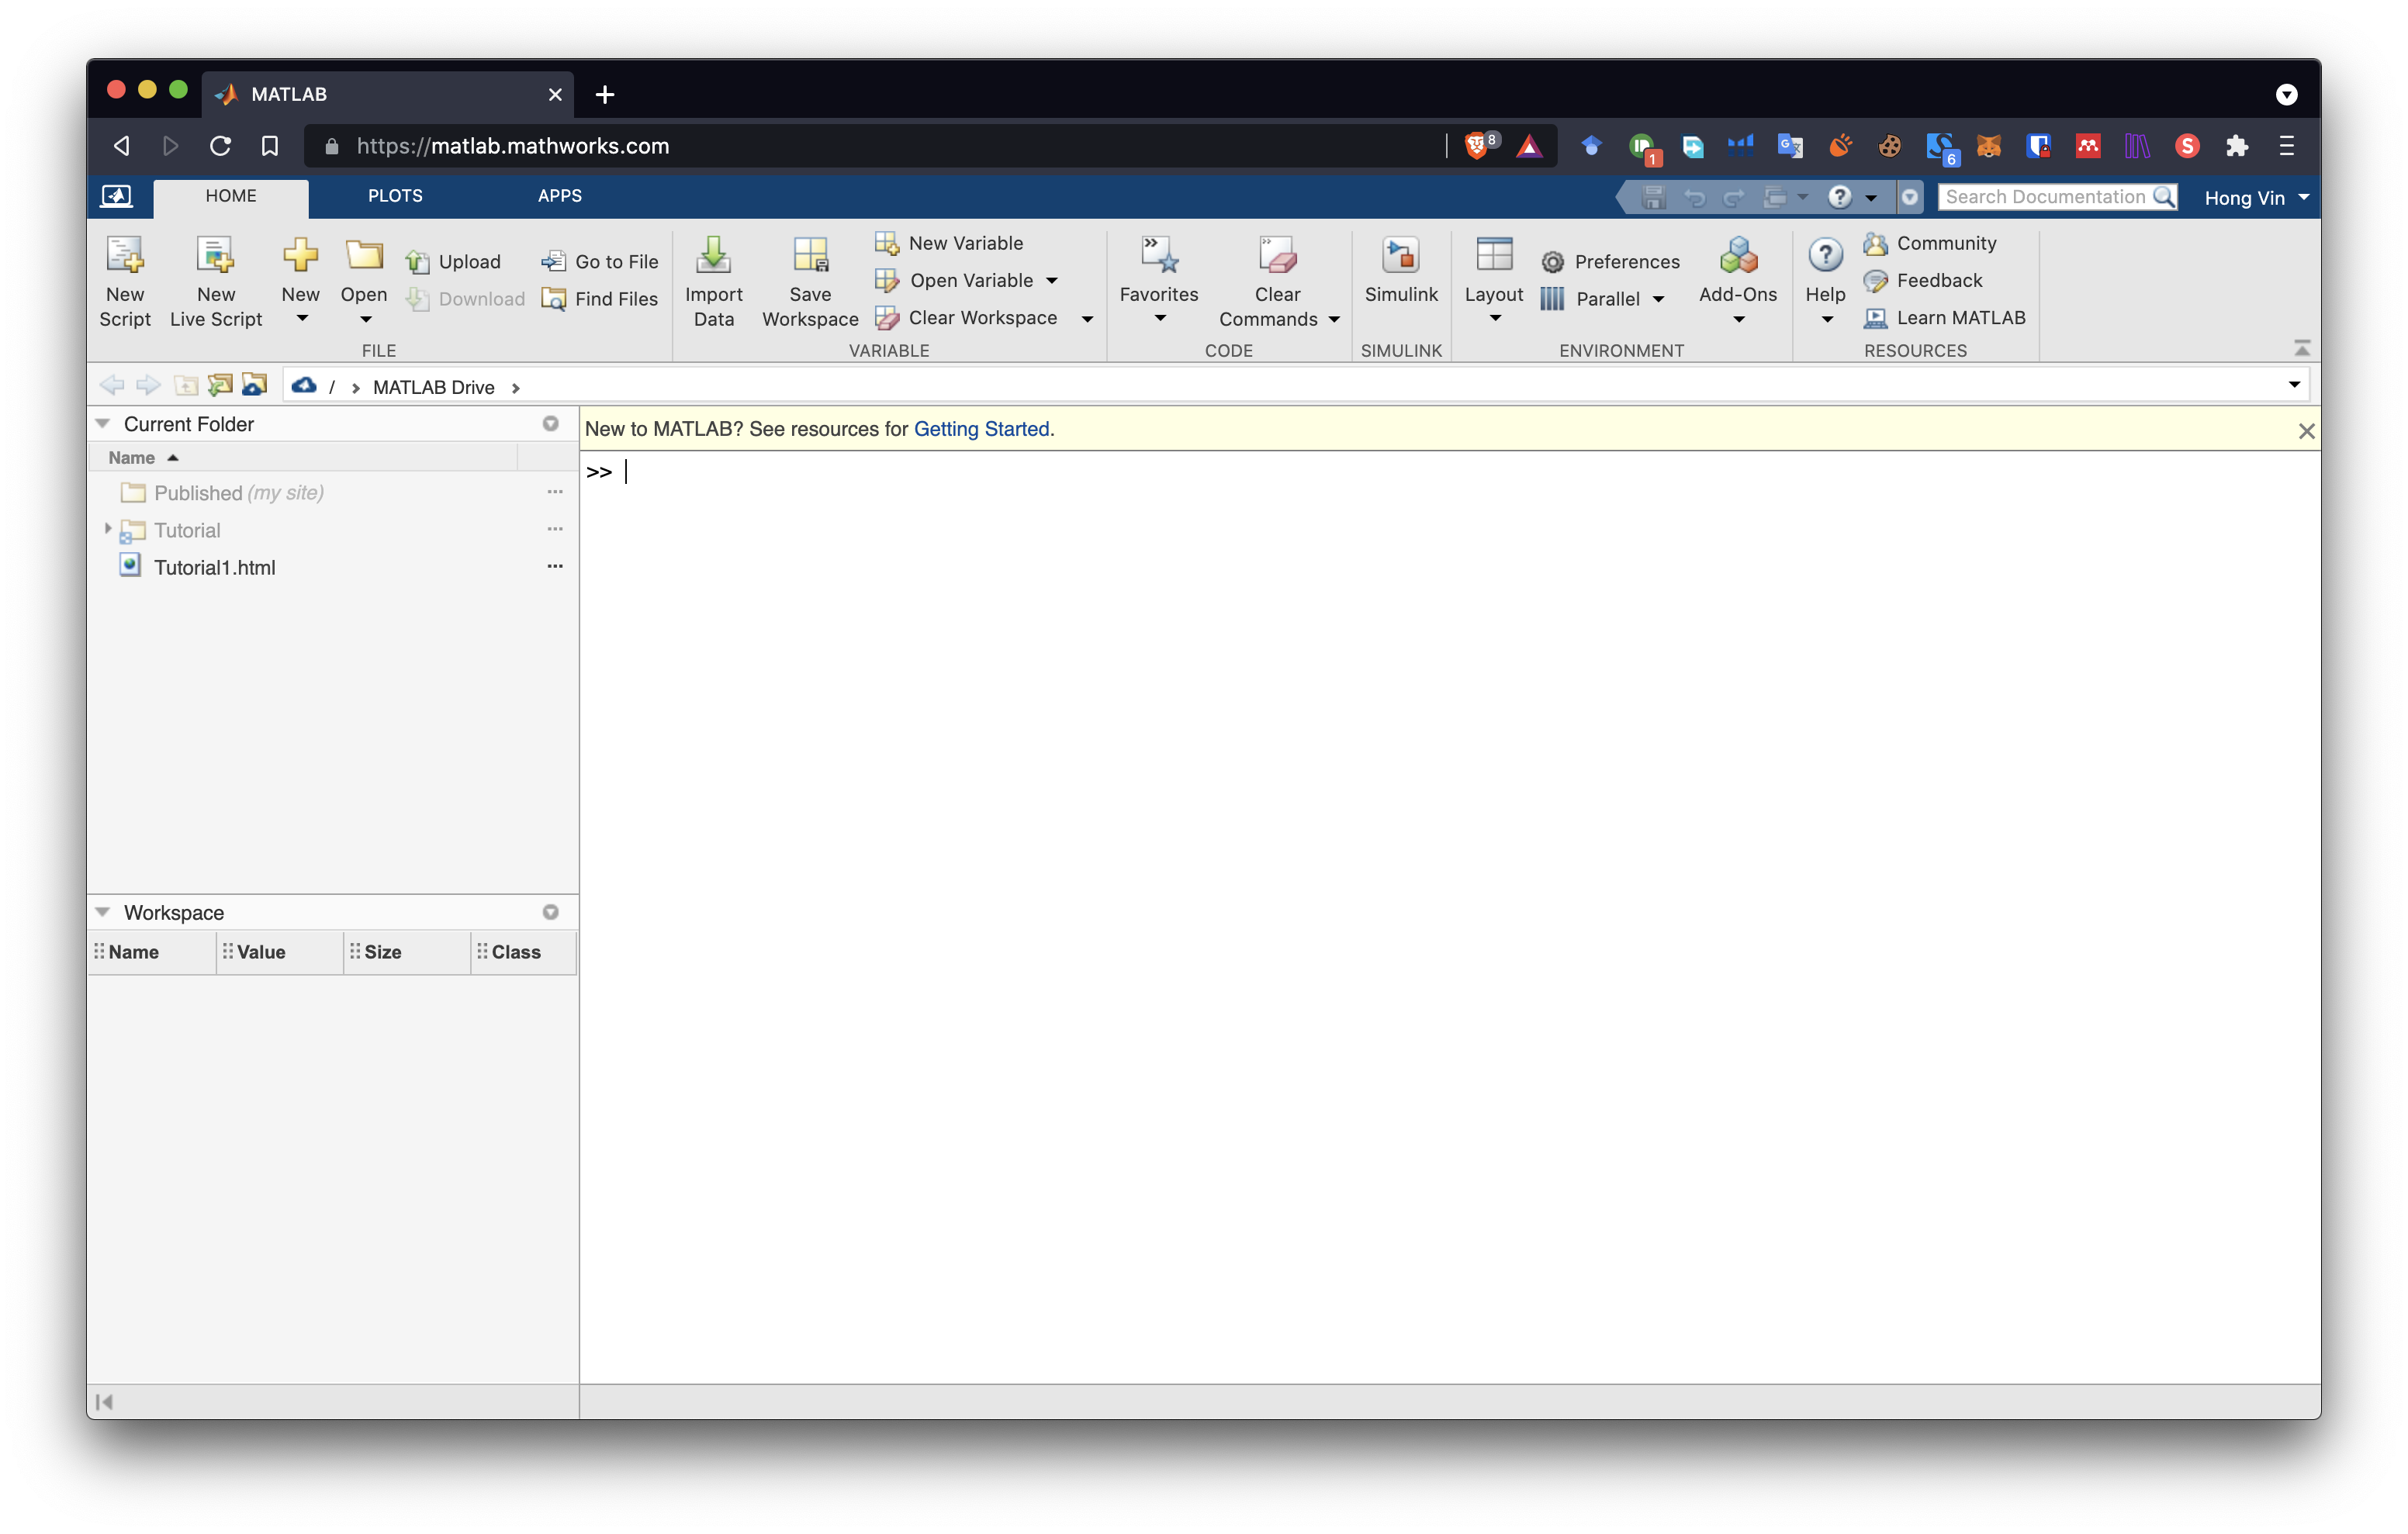 MATLAB
https://matlab.mathworks.com
8
1
6
S
HOME PLOTS APPS
Search Documentation
Hong Vin
New Script
New Live Script
New
Open
Upload
Download
Go to File
Find Files
FILE
Import Data
Save Workspace
New Variable
Open Variable
Clear Workspace
VARIABLE
Favorites
Clear Commands
CODE
Simulink
SIMULINK
Layout
Preferences
Parallel
Add-Ons
ENVIRONMENT
Help
Community
Feedback
Learn MATLAB
RESOURCES
/ > MATLAB Drive >
Current Folder
Name
Published (my site)
Tutorial
Tutorial1.html
New to MATLAB? See resources for Getting Started.
>>
Workspace
Name Value Size Class